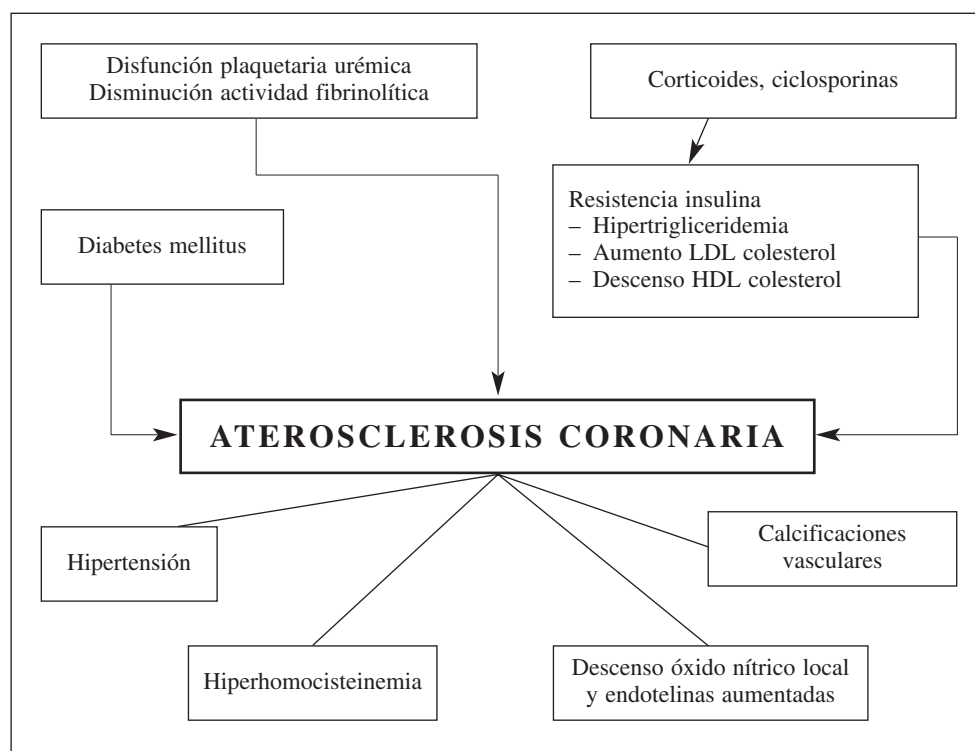 Disfunción plaquetaria urémica
Disminución actividad fibrinolítica
Corticoides, ciclosporinas
Resistencia insulina
– Hipertrigliceridemia
– Aumento LDL colesterol
– Descenso HDL colesterol
Diabetes mellitus
ATEROSCLEROSIS CORONARIA
Hipertensión
Calcificaciones
vasculares
Hiperhomocisteinemia
Descenso óxido nítrico local
y endotelinas aumentadas